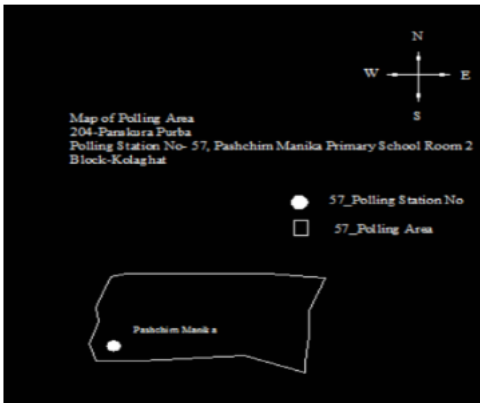 N
W E
S
Map of Polling Area
204-Panskura Purba
Polling Station No- 57, Pashchim Manika Primary School Room 2
Block-Kolaghat
57_Polling Station No
57_Polling Area
Pashchim Manika